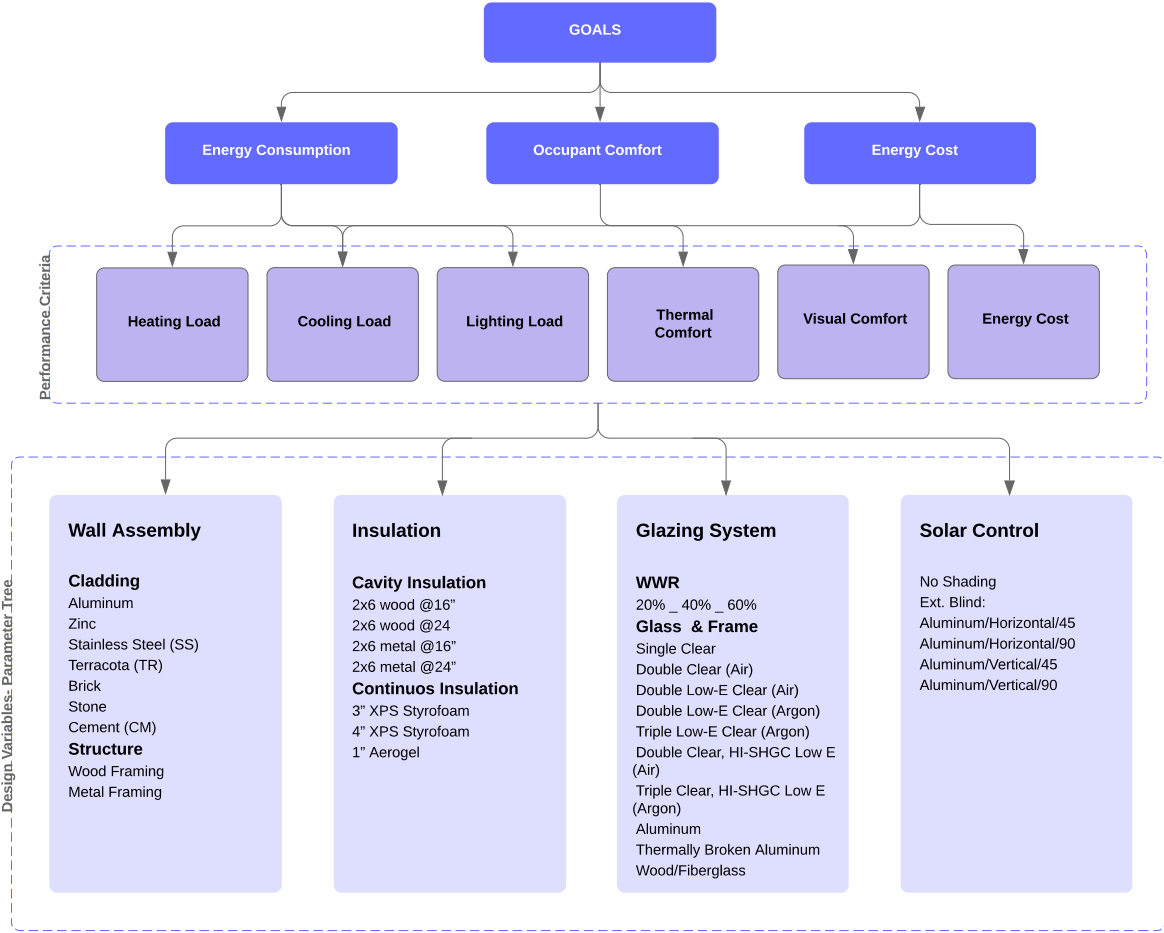 GOALS
Energy Consumption
Occupant Comfort
Energy Cost
Performance Criteria
Heating Load
Cooling Load
Lighting Load
Thermal
Comfort
Visual Comfort
Energy Cost
Design Variables- Parameter Tree
Wall Assembly
Cladding
Aluminum
Zinc
Stainless Steel (SS)
Terracota (TR)
Brick
Stone
Cement (CM)
Structure
Wood Framing
Metal Framing
Insulation
Cavity Insulation
2x6 wood @16”
2x6 wood @24
2x6 metal @16”
2x6 metal @24”
Continuos Insulation
3” XPS Styrofoam
4” XPS Styrofoam
1” Aerogel
Glazing System
WWR
20% _ 40% _ 60%
Glass & Frame
Single Clear
Double Clear (Air)
Double Low-E Clear (Air)
Double Low-E Clear (Argon)
Triple Low-E Clear (Argon)
Double Clear, HI-SHGC Low E
(Air)
Triple Clear, HI-SHGC Low E
(Argon)
Aluminum
Thermally Broken Aluminum
Wood/Fiberglass
Solar Control
No Shading
Ext. Blind:
Aluminum/Horizontal/45
Aluminum/Horizontal/90
Aluminum/Vertical/45
Aluminum/Vertical/90